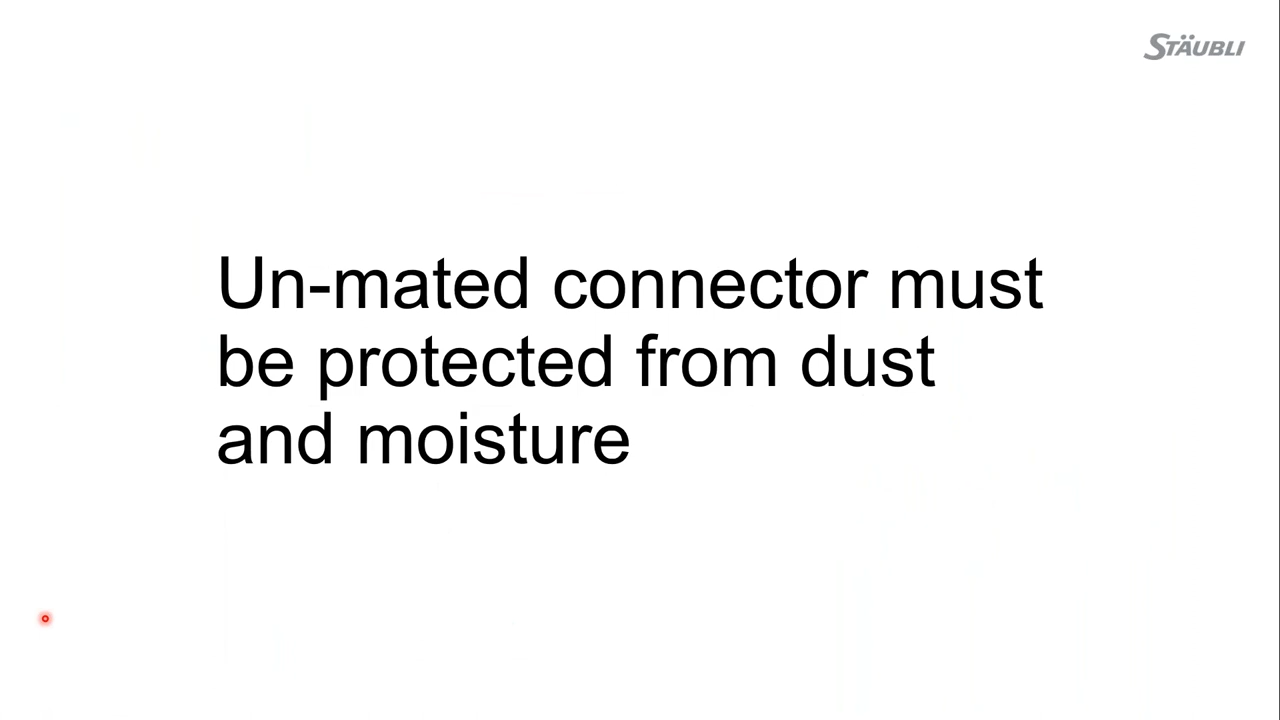 STÄUBLI
Un-mated connector must
be protected from dust
and moisture